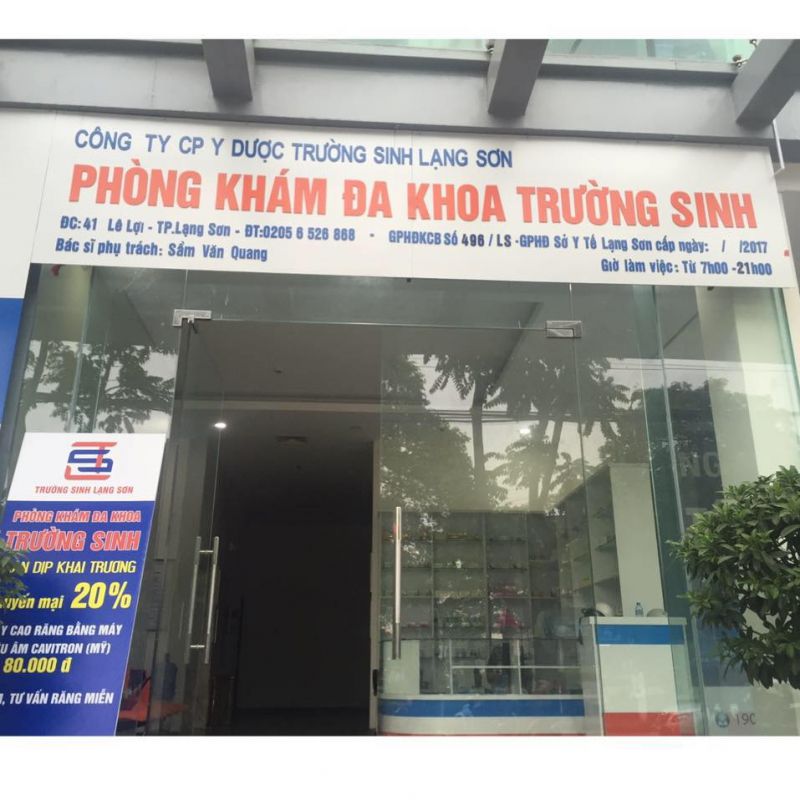 CÔNG TY CP Y DƯỢC TRƯỜNG SINH LẠNG SƠN
PHÒNG KHÁM ĐA KHOA TRƯỜNG SINH
ĐC: 41 Lê Lợi - TP.Lạng Sơn - ĐT:0205 6 526 868 - GPHĐKCB Số 496 / LS -GPHĐ Sở Y Tế Lạng Sơn cấp ngày: / /2017
Bác sĩ phụ trách: Sầm Văn Quang
Giờ làm việc: Từ 7h00 -21h00
TRƯỜNG SINH LẠNG SƠN
PHÒNG KHÁM ĐA KHOA
TRƯỜNG SINH
DỊP KHAI TRƯƠNG
mại 20%
CAO RĂNG BẰNG MÁY
ÂM CAVITRON (MỸ)
80.000 đ
, TƯ VẤN RĂNG MIỄN
190